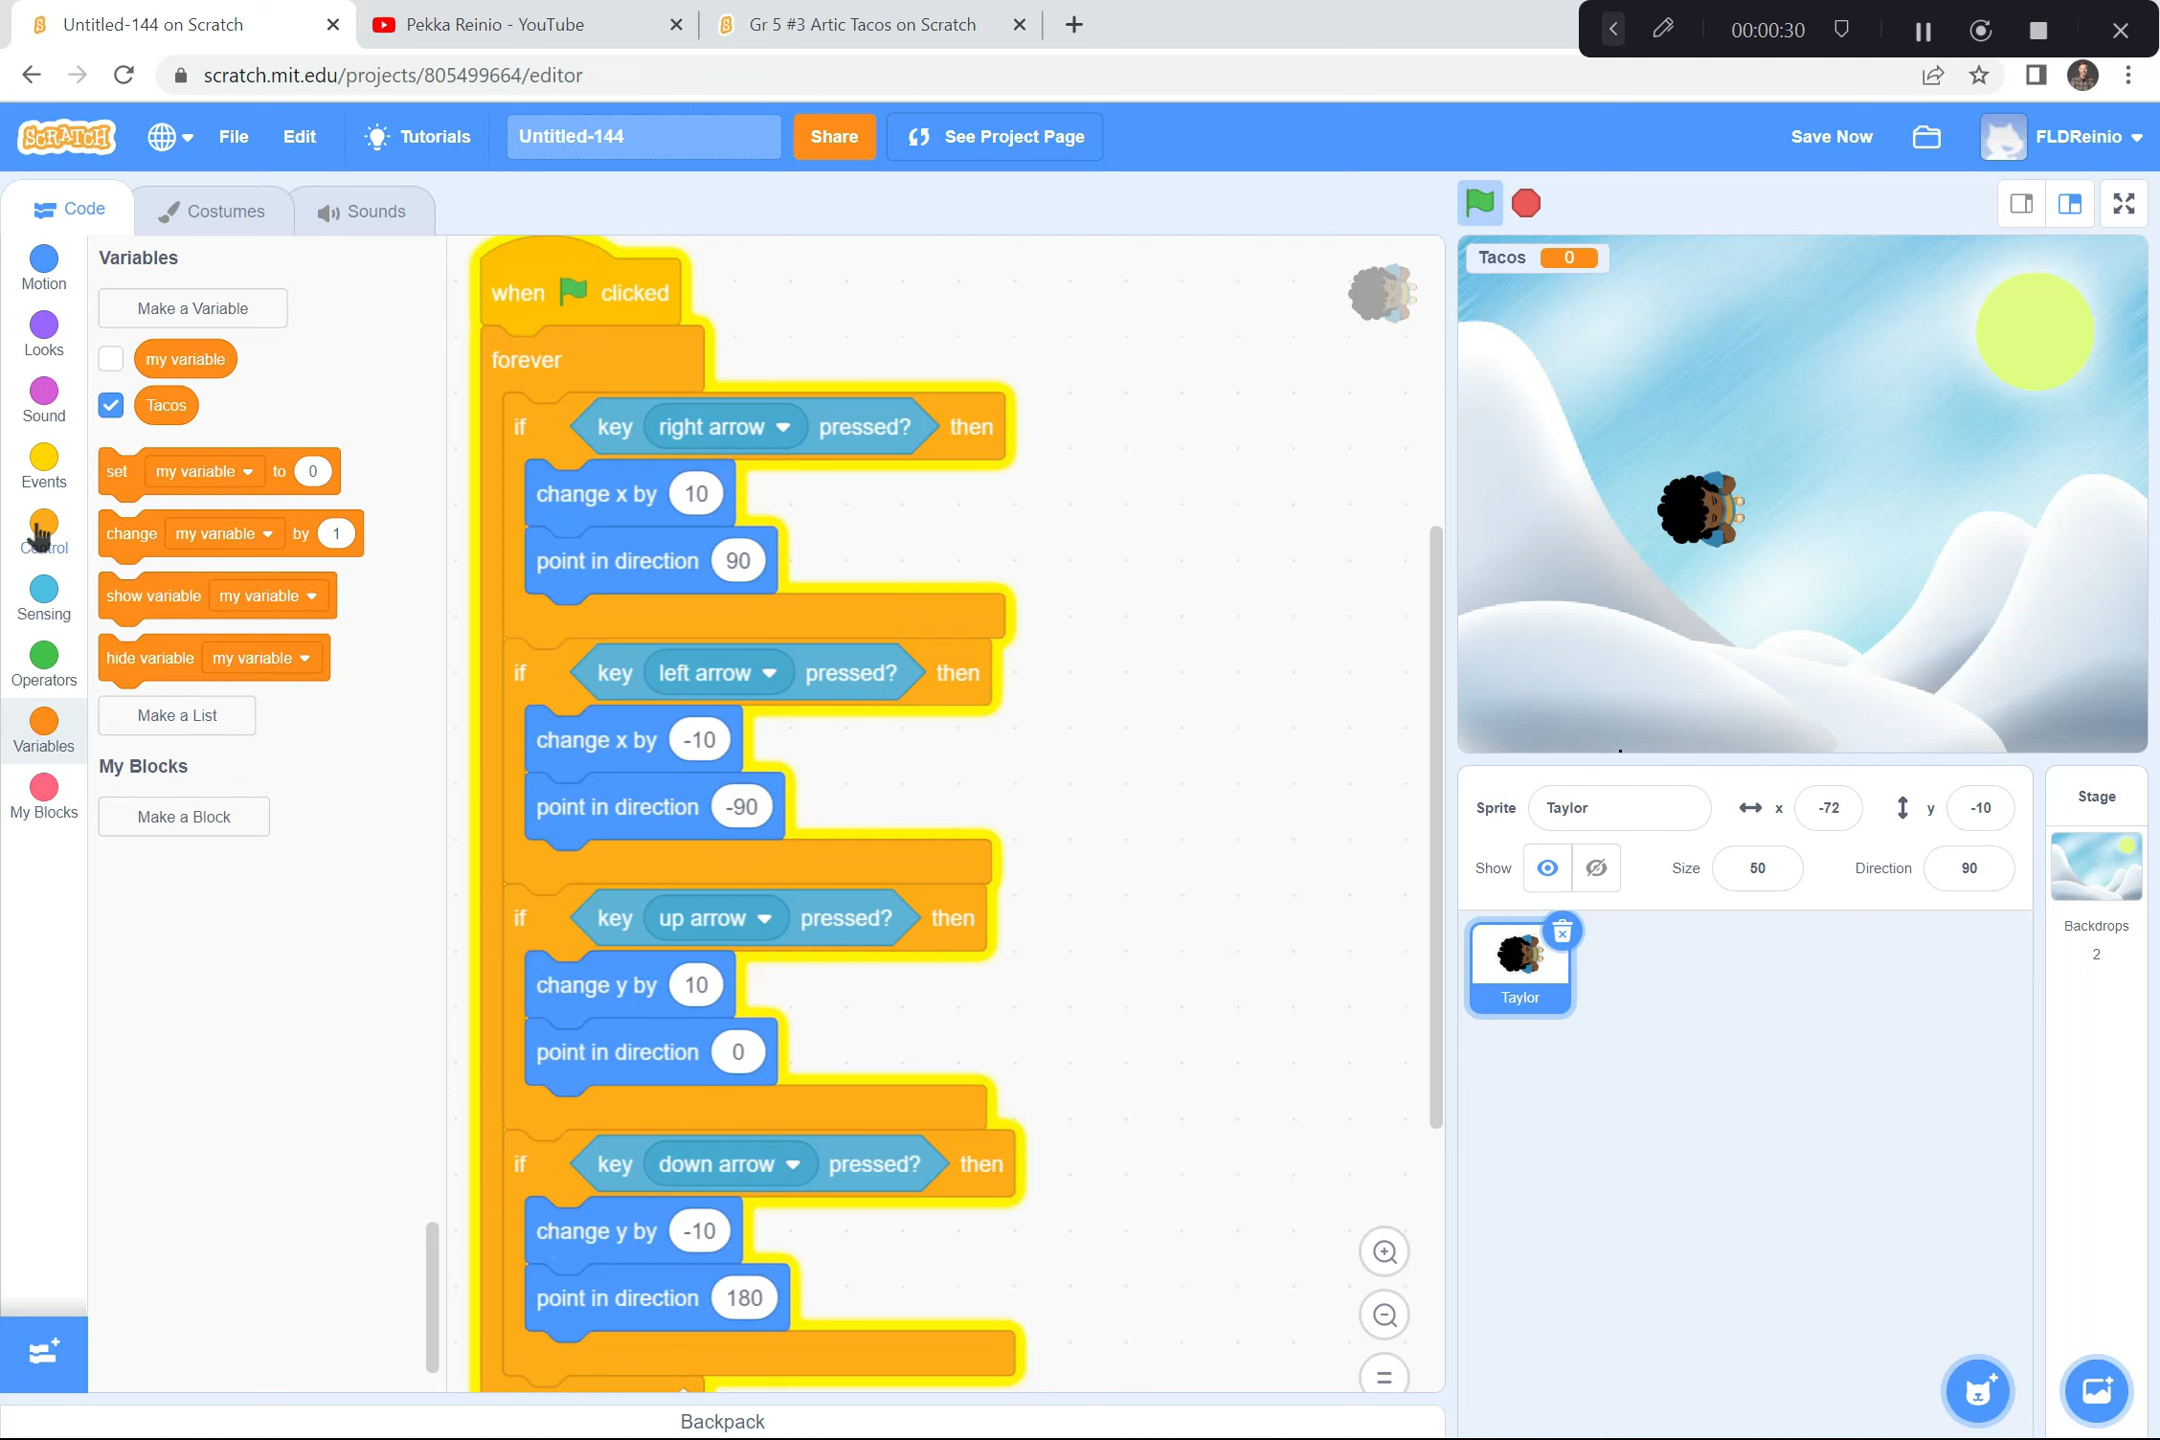 Untitled-144 on Scratch
Pekka Reinio - YouTube
Gr 5 #3 Artic Tacos on Scratch
00:00:30
scratch.mit.edu/projects/805499664/editor
SCRATCH
File
Edit
Tutorials
Untitled-144
Share
See Project Page
Save Now
FLDReinio
Code
Costumes
Sounds
Motion
Looks
Sound
Events
Control
Sensing
Operators
Variables
My Blocks
Variables
Make a Variable
my variable
Tacos
set my variable to 0
change my variable by 1
show variable my variable
hide variable my variable
Make a List
My Blocks
Make a Block
when clicked
forever
if key right arrow pressed? then
change x by 10
point in direction 90
if key left arrow pressed? then
change x by -10
point in direction -90
if key up arrow pressed? then
change y by 10
point in direction 0
if key down arrow pressed? then
change y by -10
point in direction 180
Backpack
Tacos 0
Sprite Taylor x -72 y -10
Show Size 50 Direction 90
Taylor
Stage
Backdrops
2